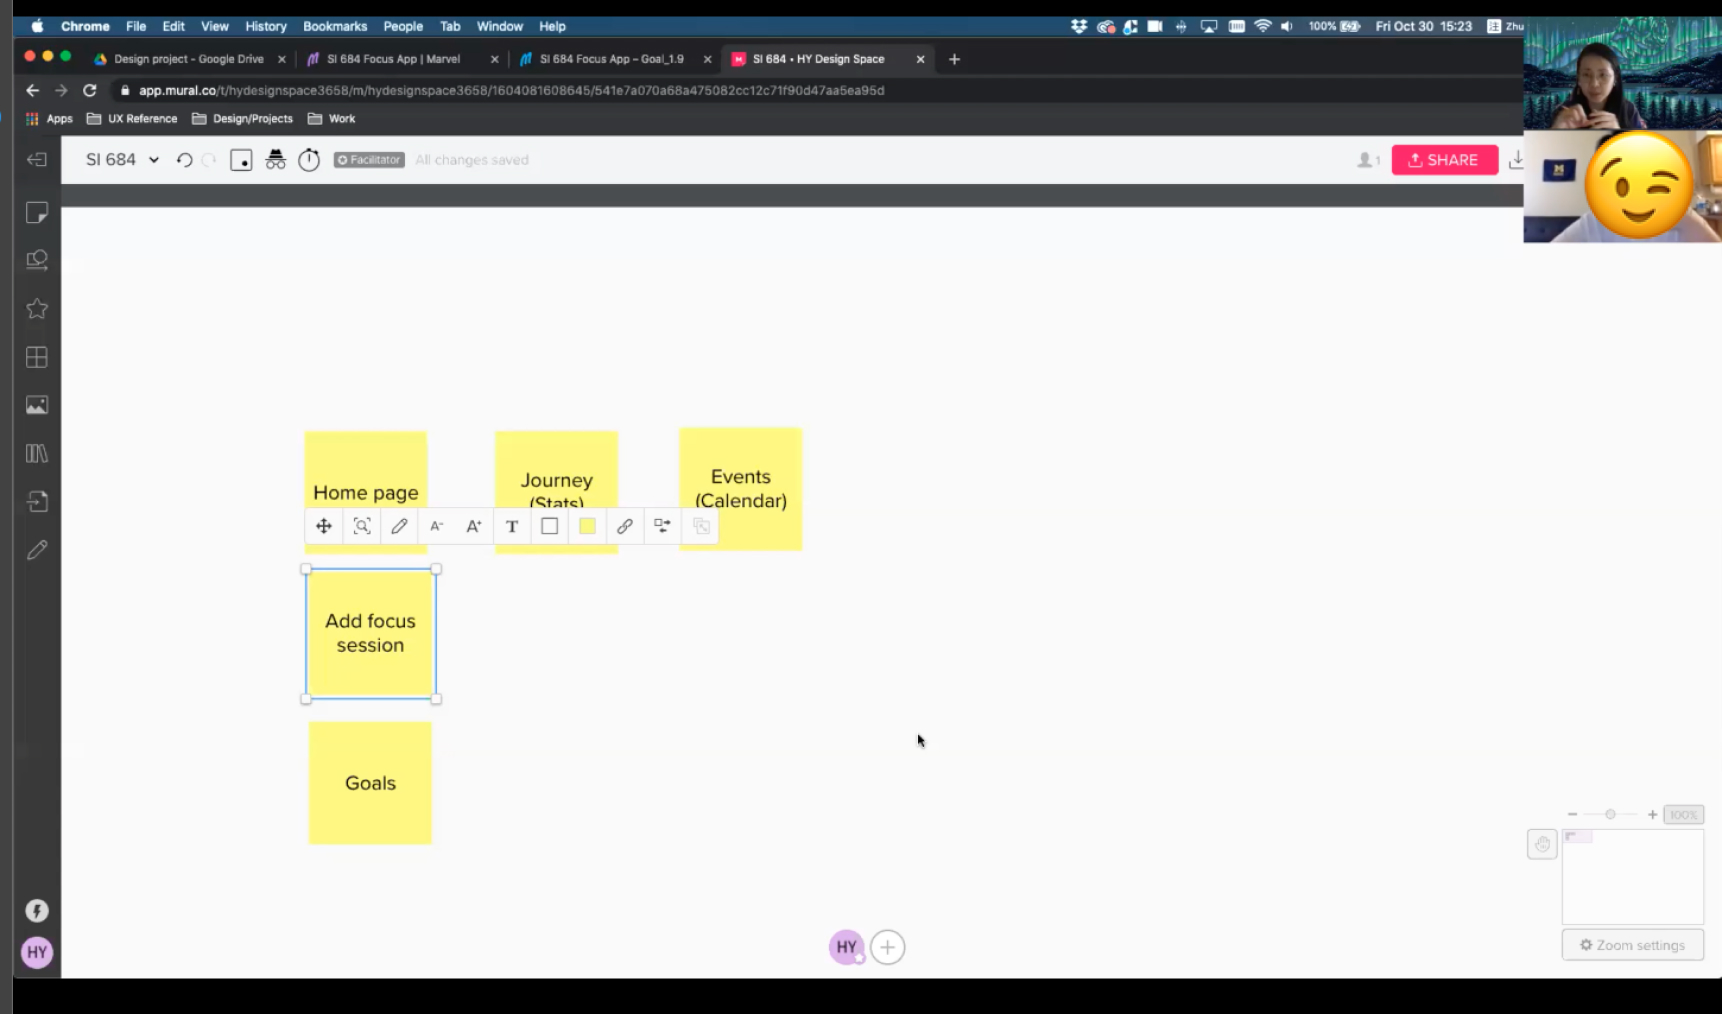 Chrome File Edit View History Bookmarks People Tab Window Help
100% Fri Oct 30 15:23 Zhu
Design project - Google Drive
SI 684 Focus App | Marvel
SI 684 Focus App – Goal_1.9
SI 684 • HY Design Space
app.mural.co/t/hydesignspace3658/m/hydesignspace3658/1604081608645/541e7a070a68a475082cc12c71f90d47aa5ea95d
Apps UX Reference Design/Projects Work
SI 684
Facilitator
All changes saved
1
SHARE
Home page
Journey
(Stats)
Events
(Calendar)
A-
A+
T
Add focus
session
Goals
100%
Zoom settings
HY
HY